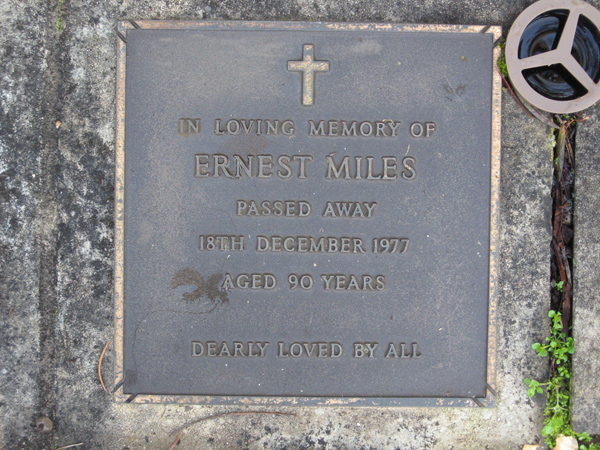 IN LOVING MEMORY OF
ERNEST MILES
PASSED AWAY
18TH DECEMBER 1977
AGED 90 YEARS
DEARLY LOVED BY ALL